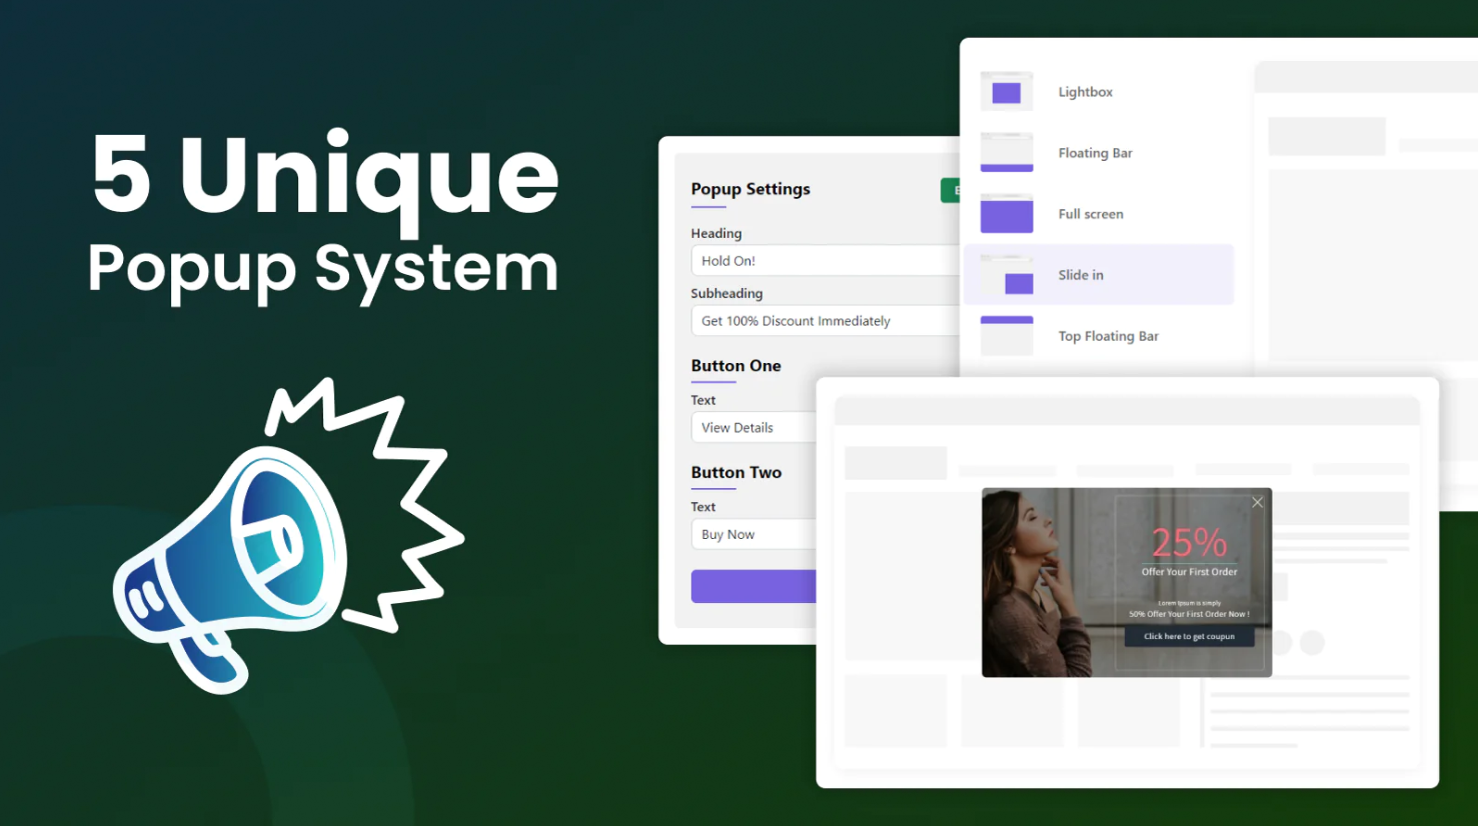 5 Unique
Popup System
Popup Settings
Heading
Hold On!
Subheading
Get 100% Discount Immediately
Button One
Text
View Details
Button Two
Text
Buy Now
Lightbox
Floating Bar
Full screen
Slide in
Top Floating Bar
25%
Offer Your First Order
Lorem Ipsum is simply
50% Offer Your First Order Now !
Click here to get coupun